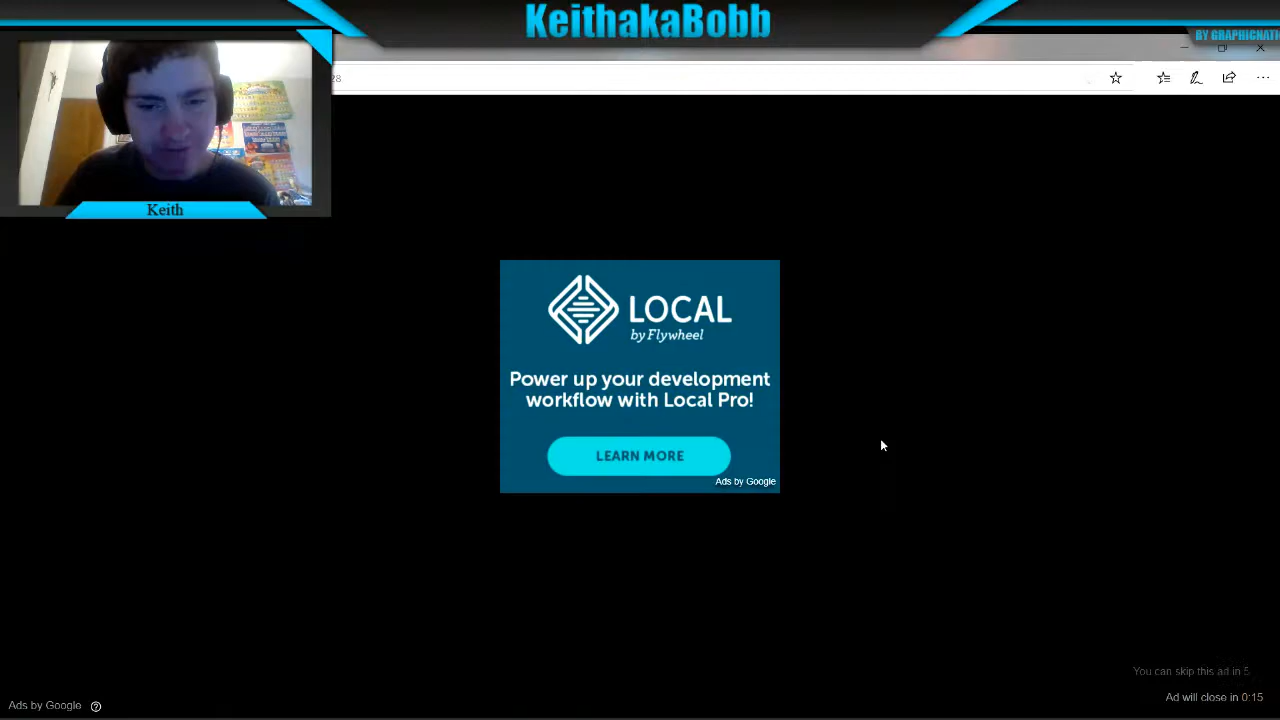 KeithakaBobb
BY GRAPHICNATI
28
Keith
LOCAL
by Flywheel
Power up your development
workflow with Local Pro!
LEARN MORE
Ads by Google
You can skip this ad in 5
Ad will close in 0:15
Ads by Google